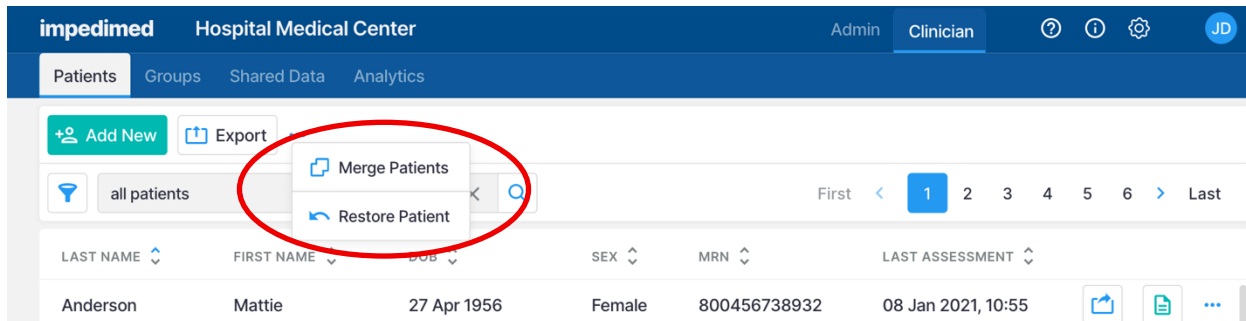 impedimed Hospital Medical Center Admin Clinician JD
Patients Groups Shared Data Analytics
Add New Export
Merge Patients
all patients First 1 2 3 4 5 6 Last
Restore Patient
LAST NAME FIRST NAME DOB SEX MRN LAST ASSESSMENT
Anderson Mattie 27 Apr 1956 Female 800456738932 08 Jan 2021, 10:55